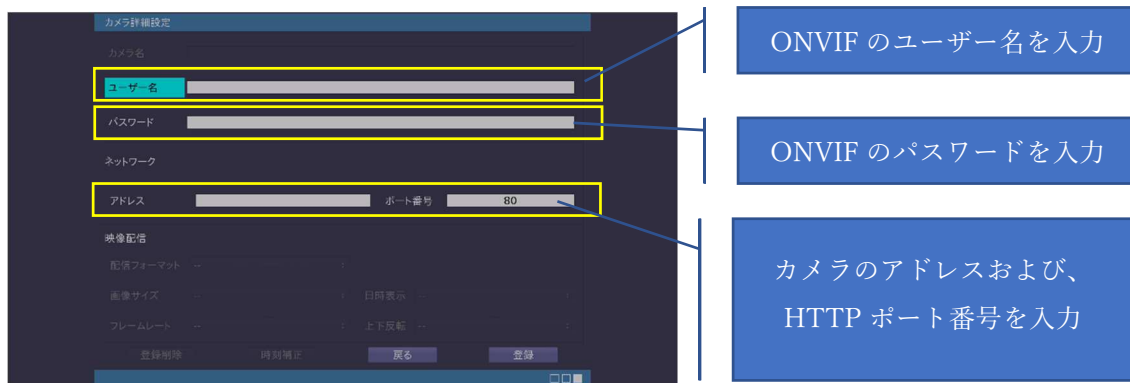 カメラ詳細設定
カメラ名
ユーザー名
パスワード
ネットワーク
アドレス ポート番号 80
映像配信
配信フォーマット --
画像サイズ -- 日時表示 --
フレームレート -- 上下反転 --
登録削除 時刻補正 戻る 登録
ONVIF のユーザー名を入力
ONVIF のパスワードを入力
カメラのアドレスおよび、
HTTP ポート番号を入力